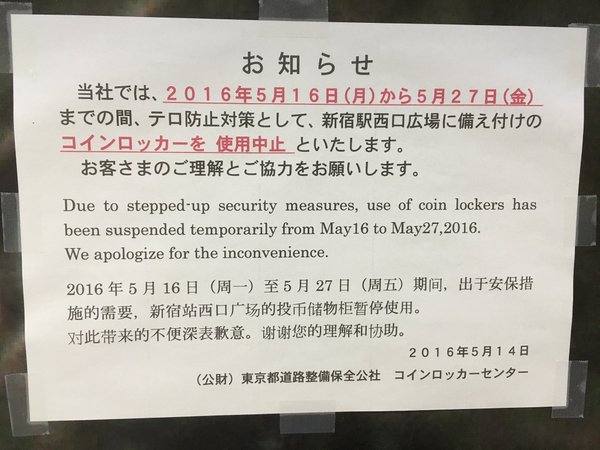 お知らせ
当社では、２０１６年５月１６日(月)から５月２７日(金)
までの間、テロ防止対策として、新宿駅西口広場に備え付けの
コインロッカーを 使用中止 といたします。
お客さまのご理解とご協力をお願いします。
Due to stepped-up security measures, use of coin lockers has
been suspended temporarily from May16 to May27,2016.
We apologize for the inconvenience.
2016 年 5 月 16 日（周一）至 5 月 27 日（周五）期间，出于安保措
施的需要，新宿站西口广场的投币储物柜暂停使用。
对此带来的不便深表歉意。谢谢您的理解和协助。
２０１６年５月１４日
（公財）東京都道路整備保全公社　コインロッカーセンター